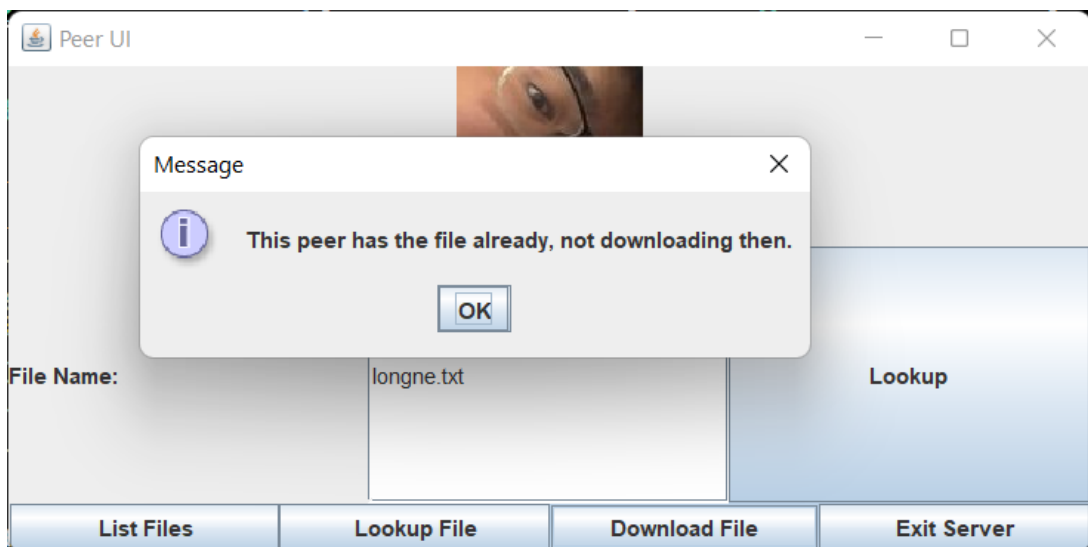 Peer UI
Message
This peer has the file already, not downloading then.
OK
File Name:
longne.txt
Lookup
List Files
Lookup File
Download File
Exit Server